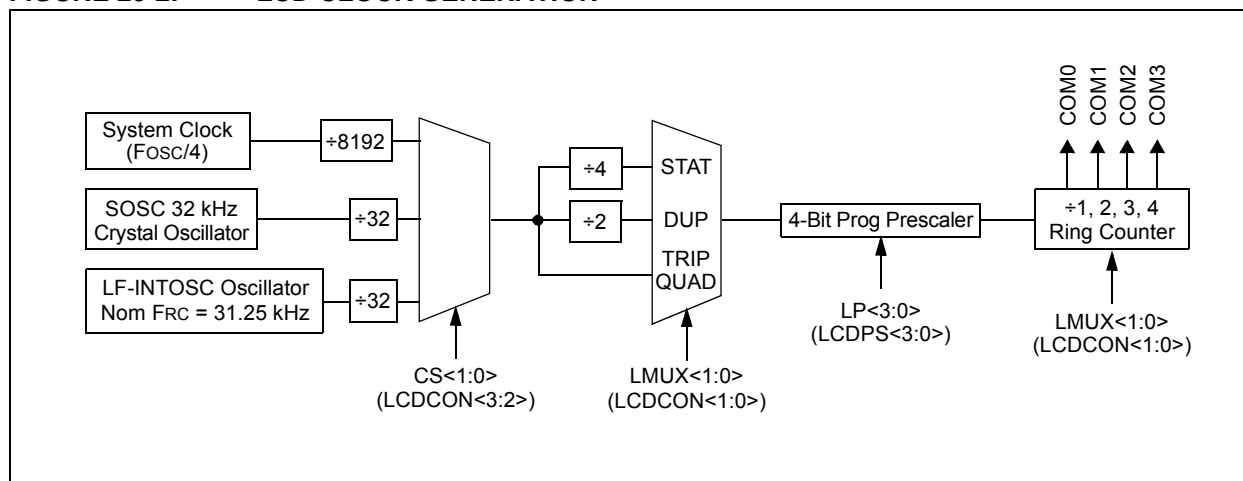 COM0
COM1
COM2
COM3
System Clock
(FOSC/4)
÷8192
SOSC 32 kHz
Crystal Oscillator
÷32
LF-INTOSC Oscillator
Nom FRC = 31.25 kHz
÷32
CS<1:0>
(LCDCON<3:2>)
÷4
÷2
STAT
DUP
TRIP
QUAD
LMUX<1:0>
(LCDCON<1:0>)
4-Bit Prog Prescaler
LP<3:0>
(LCDPS<3:0>)
÷1, 2, 3, 4
Ring Counter
LMUX<1:0>
(LCDCON<1:0>)